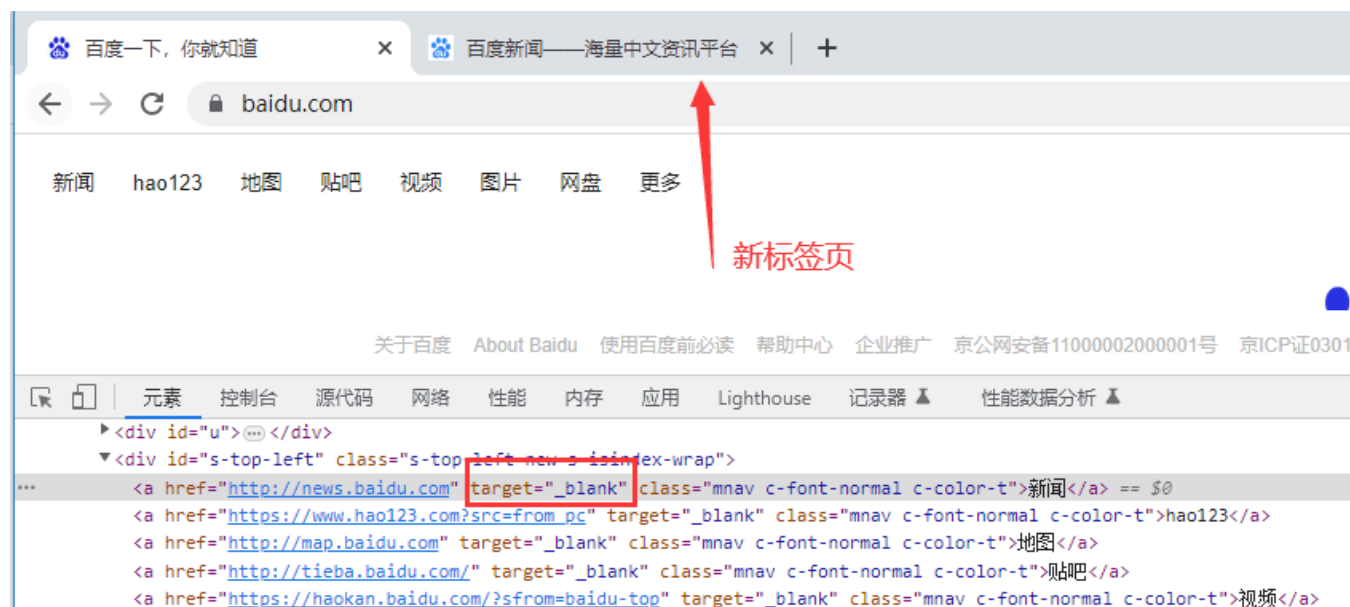 百度一下，你就知道 百度新闻——海量中文资讯平台
baidu.com
新闻 hao123 地图 贴吧 视频 图片 网盘 更多
新标签页
关于百度 About Baidu 使用百度前必读 帮助中心 企业推广 京公网安备11000002000001号 京ICP证0301
元素 控制台 源代码 网络 性能 内存 应用 Lighthouse 记录器 性能数据分析
<div id="u">…</div>
<div id="s-top-left" class="s-top-left-new s-isindex-wrap">
<a href="http://news.baidu.com" target="_blank" class="mnav c-font-normal c-color-t">新闻</a> == $0
<a href="https://www.hao123.com?src=from_pc" target="_blank" class="mnav c-font-normal c-color-t">hao123</a>
<a href="http://map.baidu.com" target="_blank" class="mnav c-font-normal c-color-t">地图</a>
<a href="http://tieba.baidu.com/" target="_blank" class="mnav c-font-normal c-color-t">贴吧</a>
<a href="https://haokan.baidu.com/?sfrom=baidu-top" target="_blank" class="mnav c-font-normal c-color-t">视频</a>